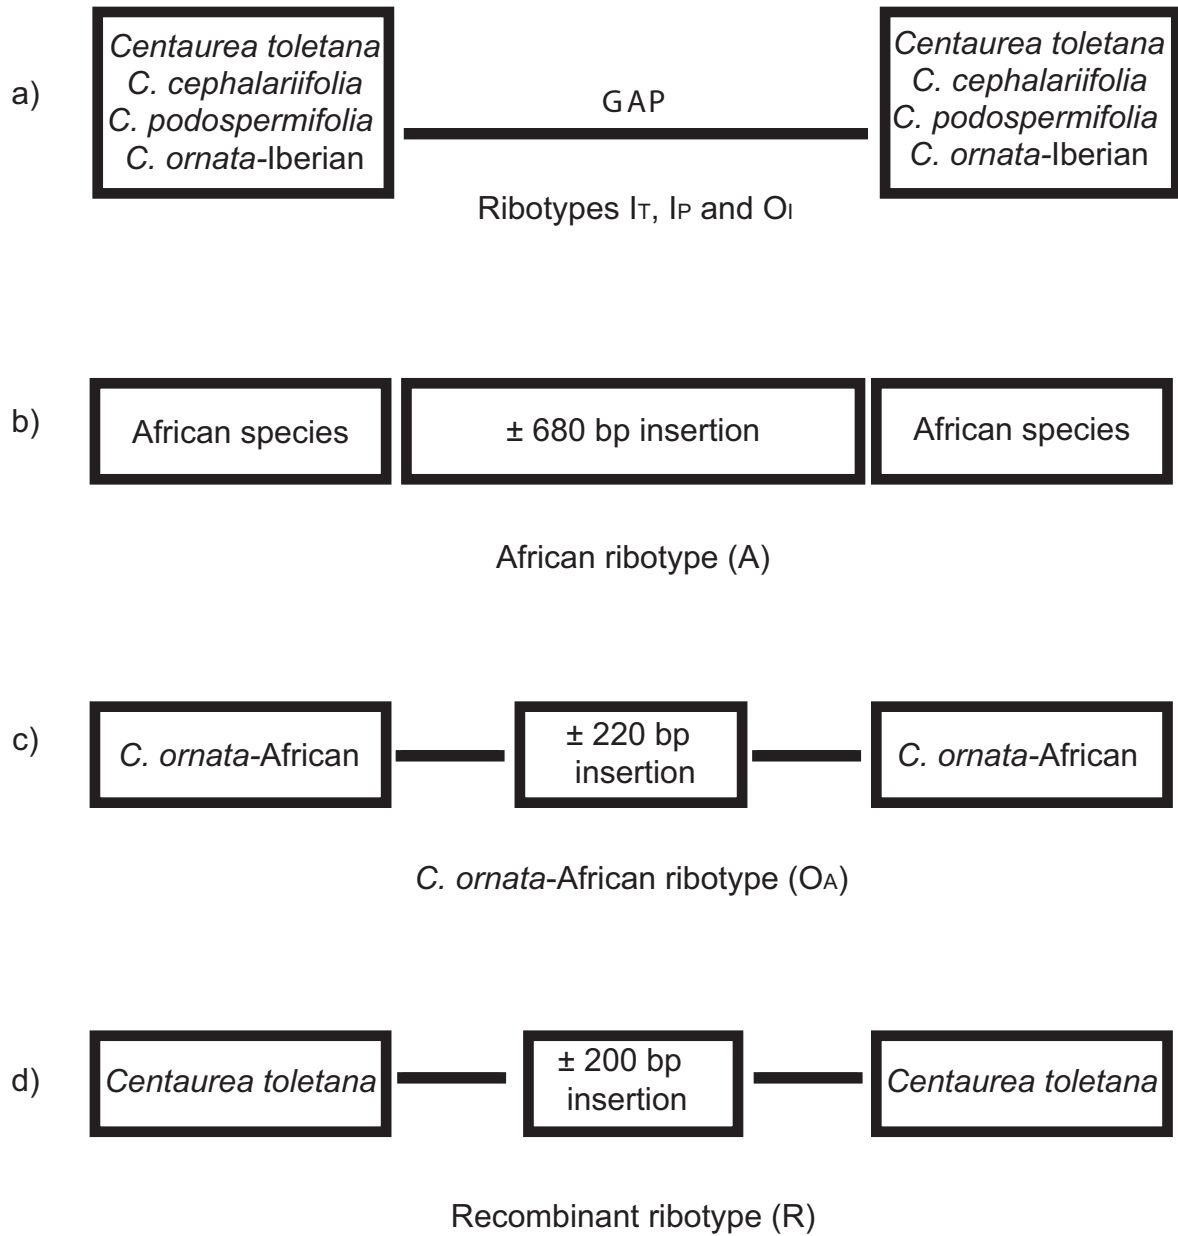 a)
Centaurea toletana
C. cephalariifolia
C. podospermifolia
C. ornata-Iberian
GAP
Centaurea toletana
C. cephalariifolia
C. podospermifolia
C. ornata-Iberian
Ribotypes IT, IP and OI
b)
African species
± 680 bp insertion
African species
African ribotype (A)
c)
C. ornata-African
± 220 bp
insertion
C. ornata-African
C. ornata-African ribotype (OA)
d)
Centaurea toletana
± 200 bp
insertion
Centaurea toletana
Recombinant ribotype (R)